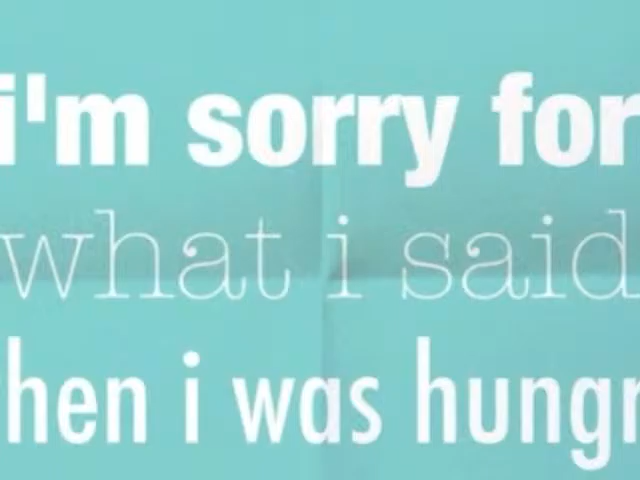 i'm sorry for
what i said
hen i was hungr